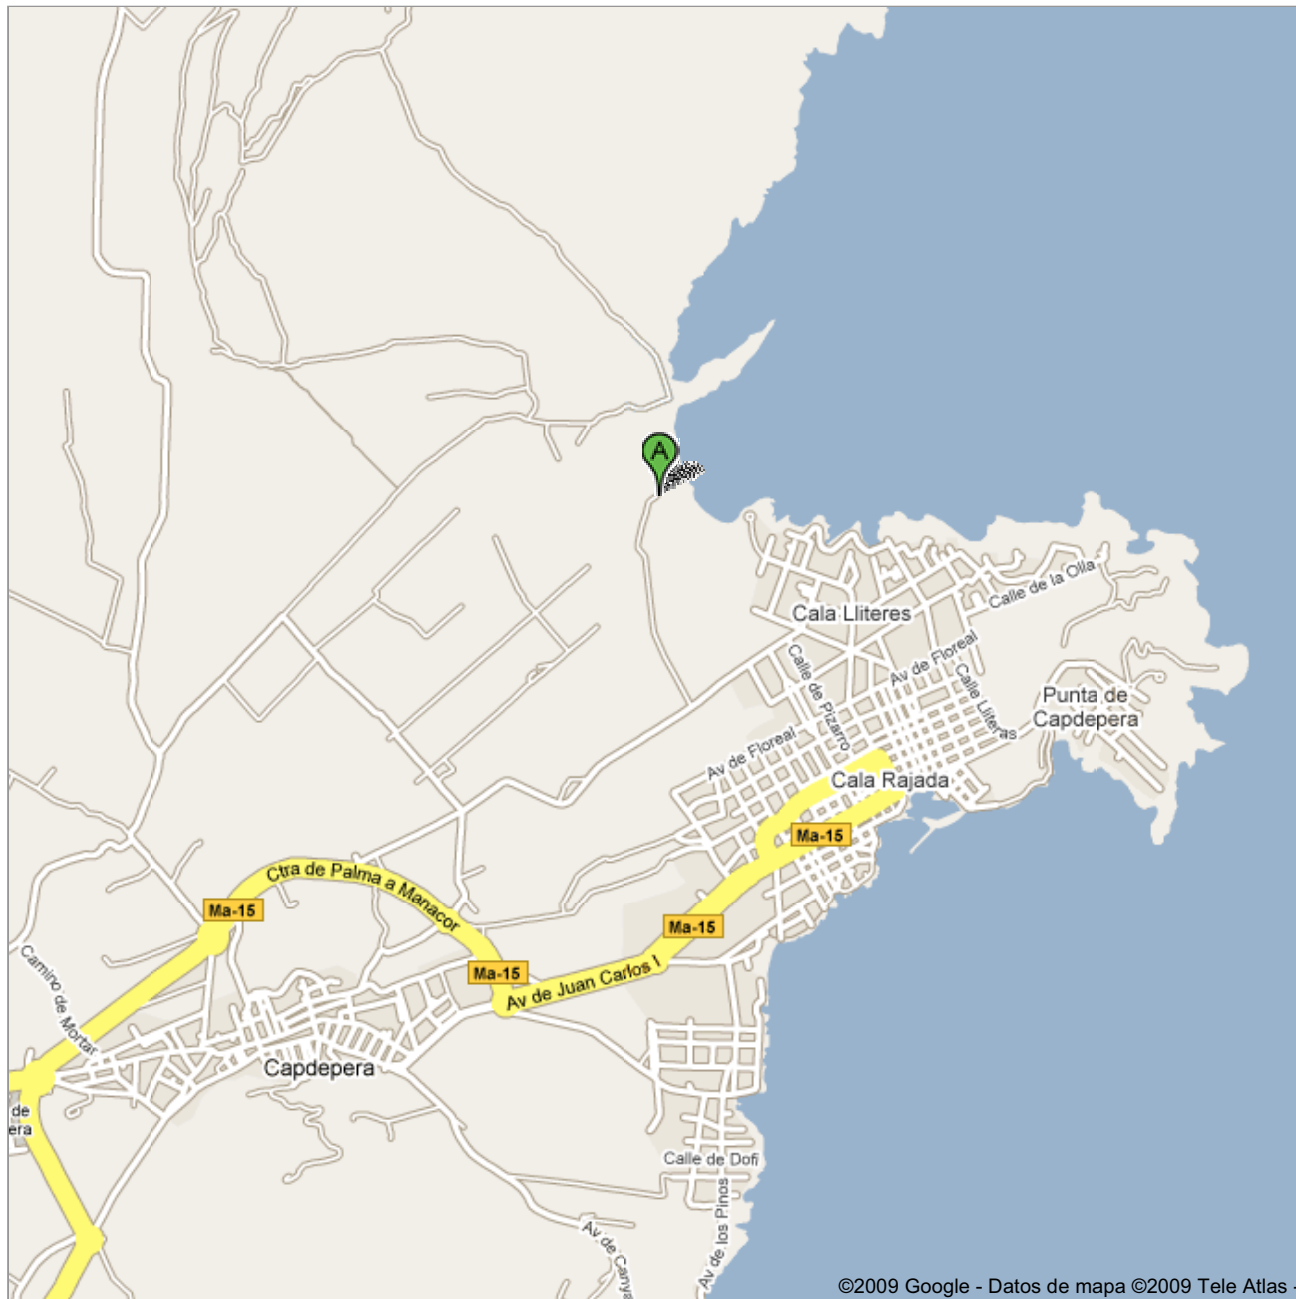 A
Calle de la Olla
Cala Lliteres
Av de Floreal
Calle de Pizarro
Calle Lliteras
Punta de
Capdepera
Av de Floreal
Cala Rajada
Ma-15
Ctra de Palma a Manacor
Ma-15
Ma-15
Ma-15
Av de Juan Carlos I
Camino de Mortas
Capdepera
de
era
Calle de Dofi
Av de los Pinos
Av de Canya
©2009 Google - Datos de mapa ©2009 Tele Atlas -